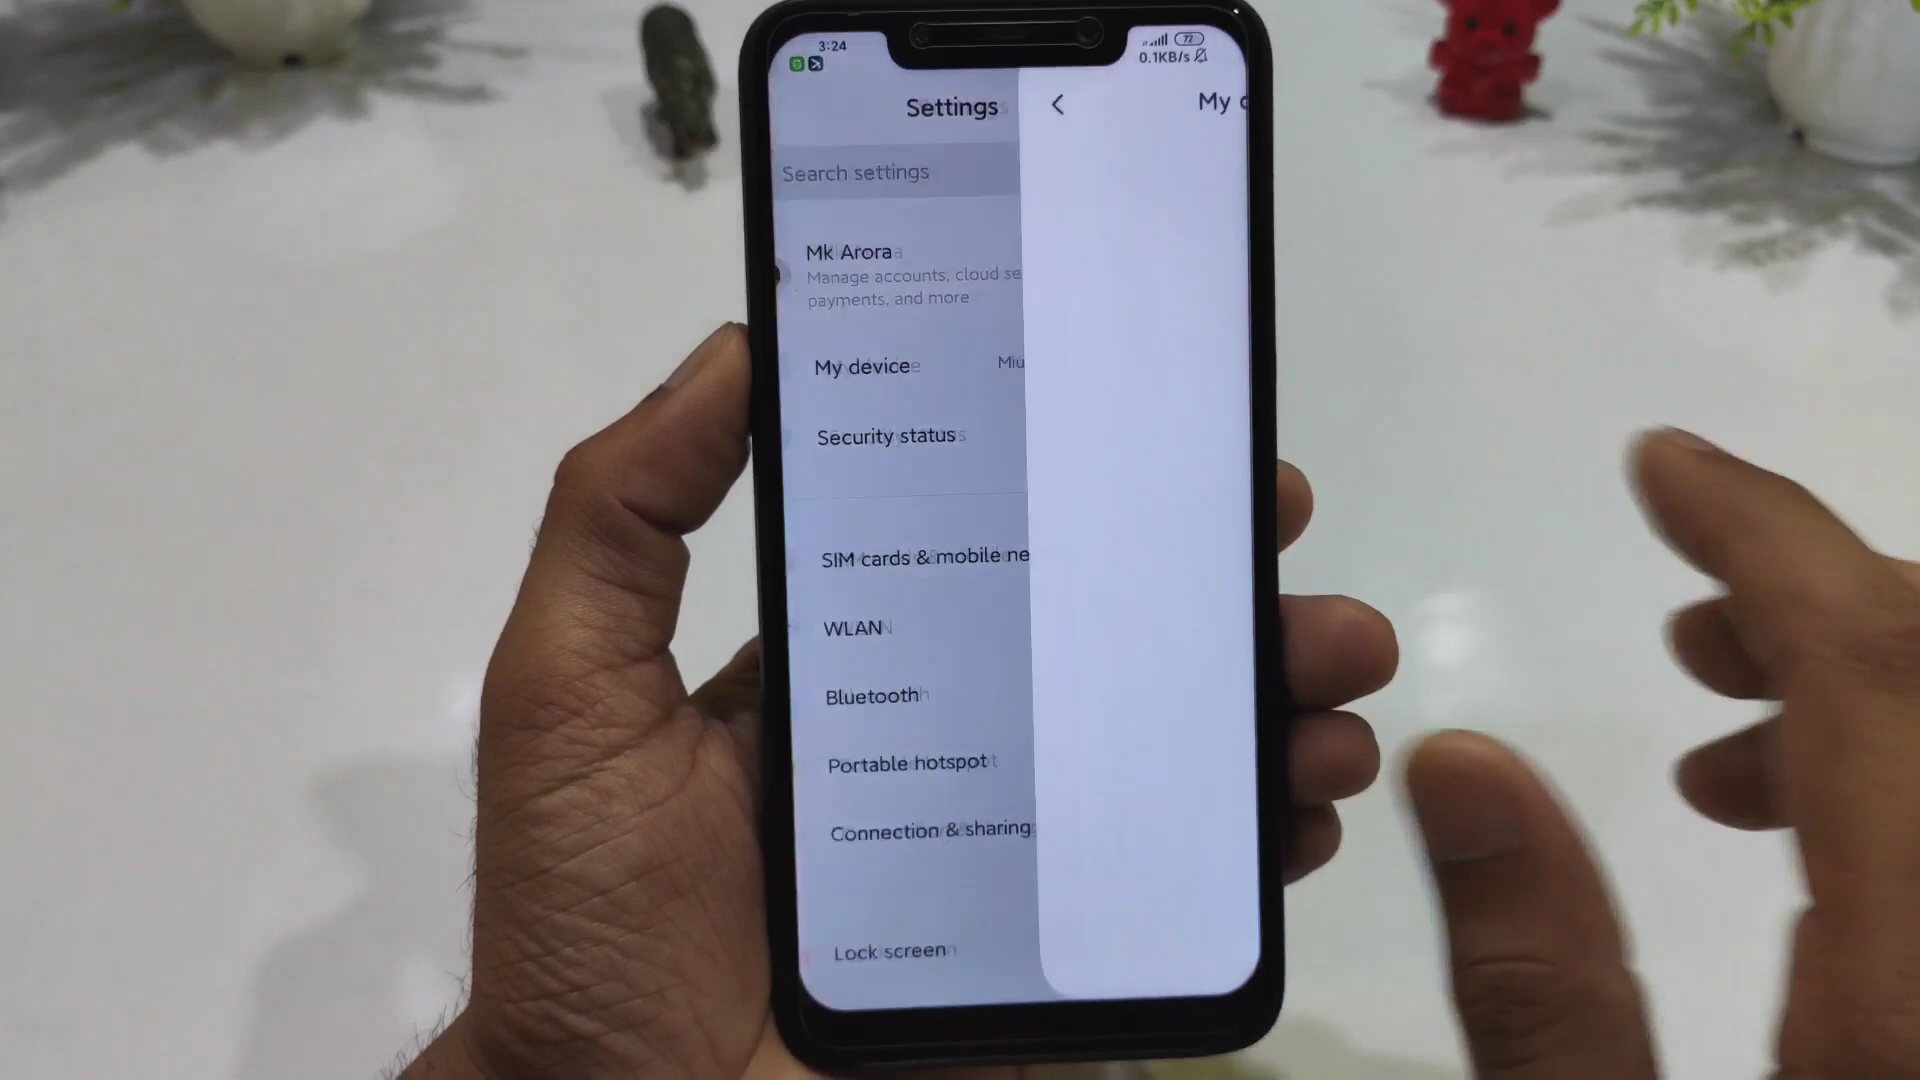 3:24
72
0.1KB/s
Settings
My
Search settings
Mk Arora
Manage accounts, cloud se
payments, and more
My device
Miu
Security status
SIM cards & mobile ne
WLAN
Bluetooth
Portable hotspot
Connection & sharing
Lock screen